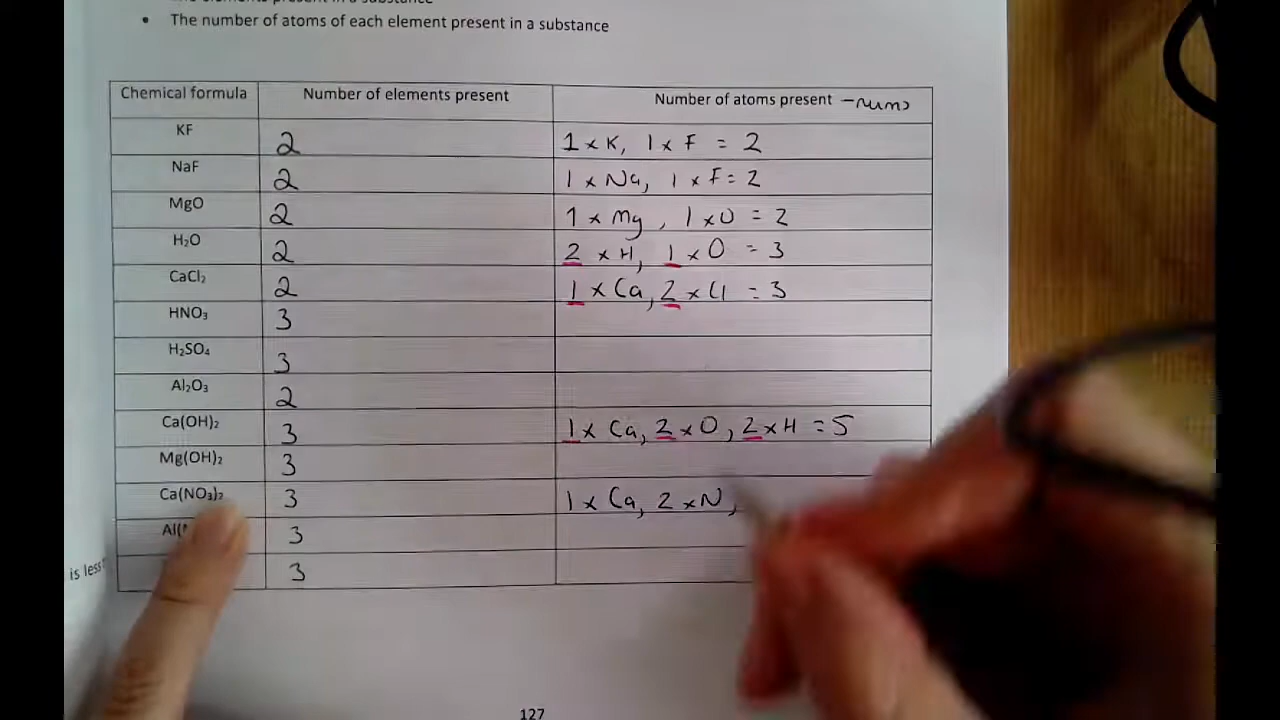 • The number of atoms of each element present in a substance
Chemical formula Number of elements present Number of atoms present – nums
KF 2 1 x K, 1 x F = 2
NaF 2 1 x Na, 1 x F = 2
MgO 2 1 x Mg, 1 x O = 2
H₂O 2 2 x H, 1 x O = 3
CaCl₂ 2 1 x Ca, 2 x Cl = 3
HNO₃ 3
H₂SO₄ 3
Al₂O₃ 2
Ca(OH)₂ 3 1 x Ca, 2 x O, 2 x H = 5
Mg(OH)₂ 3
Ca(NO₃)₂ 3 1 x Ca, 2 x N,
Al( 3
3
is less
127